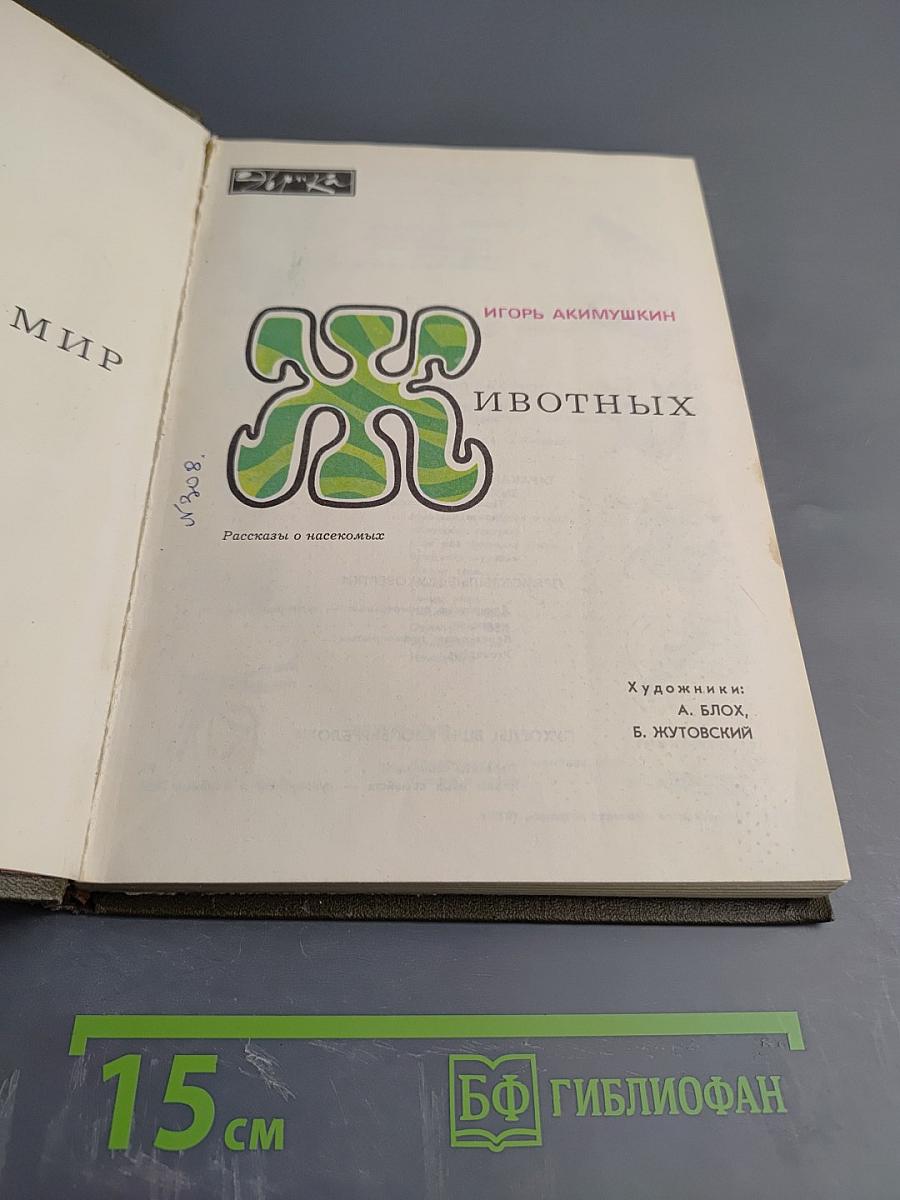 МИР
Эврика
ИГОРЬ АКИМУШКИН
ЖИВОТНЫХ
№308.
Рассказы о насекомых
Художники:
А. БЛОХ,
Б. ЖУТОВСКИЙ
15 см
БФ ГИБЛИОФАН